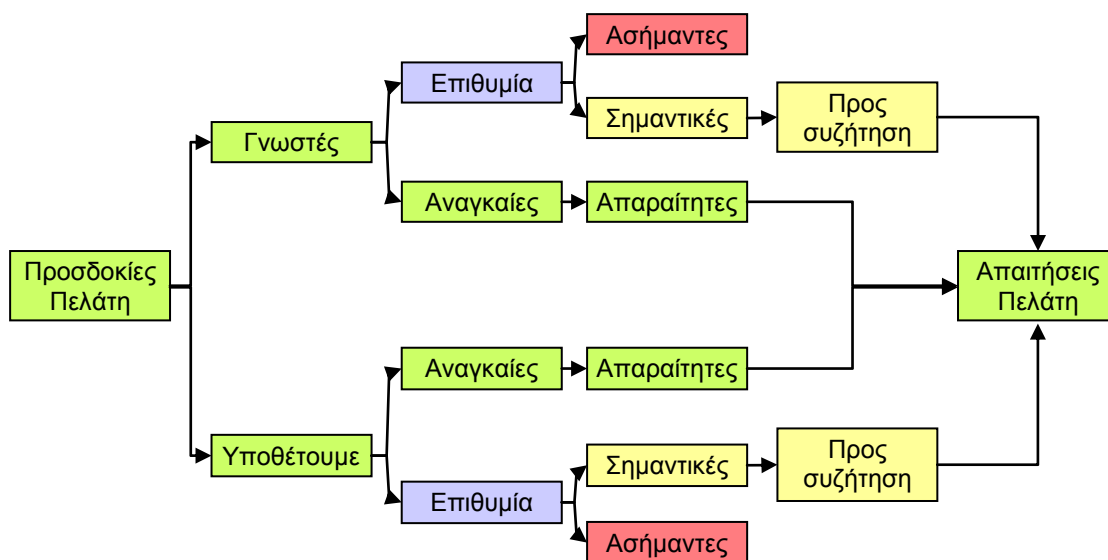 Ασήμαντες
Επιθυμία
Σημαντικές
Προς
συζήτηση
Γνωστές
Αναγκαίες
Απαραίτητες
Προσδοκίες
Πελάτη
Απαιτήσεις
Πελάτη
Αναγκαίες
Απαραίτητες
Υποθέτουμε
Σημαντικές
Προς
συζήτηση
Επιθυμία
Ασήμαντες